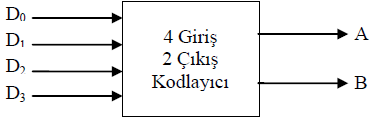 D₀
D₁
D₂
D₃
4 Giriş
2 Çıkış
Kodlayıcı
A
B